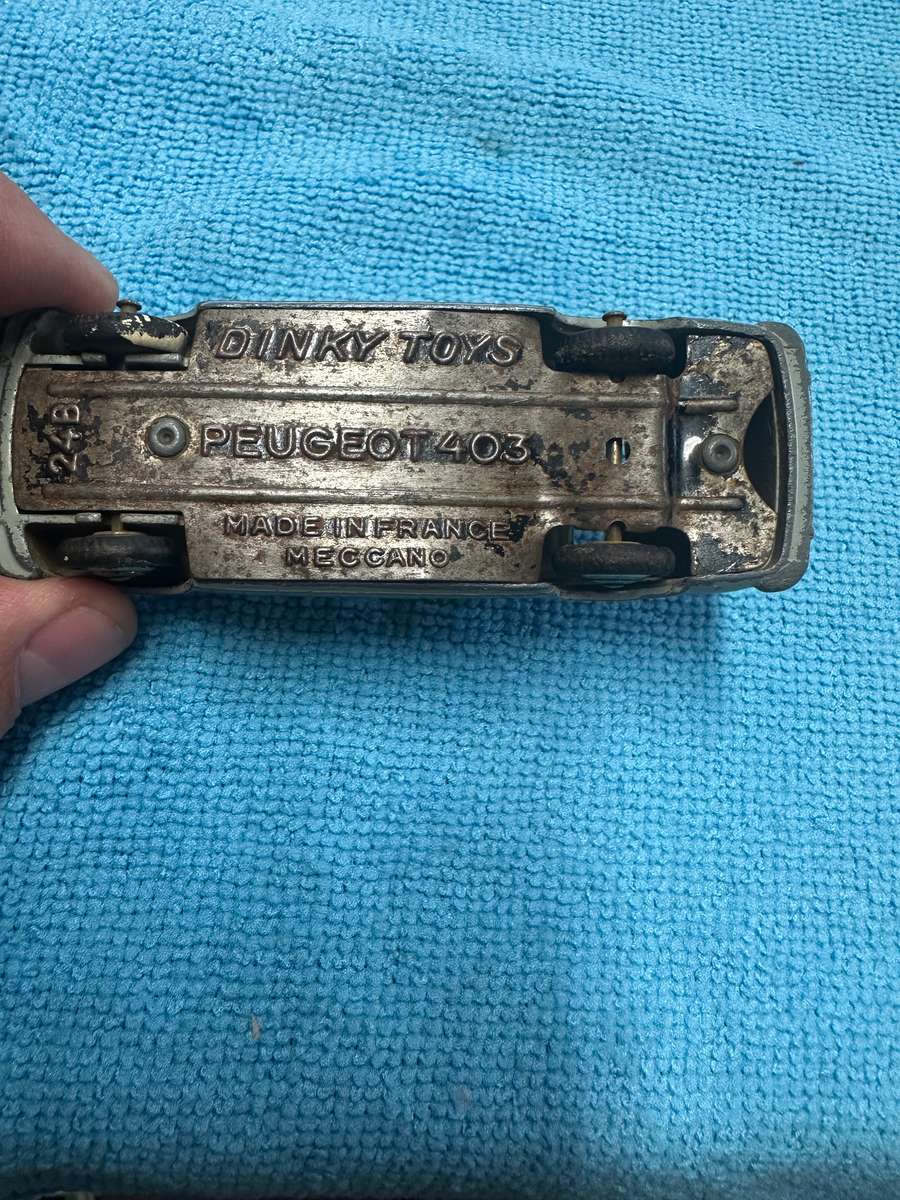 DINKY TOYS
24B
PEUGEOT 403
MADE IN FRANCE
MECCANO